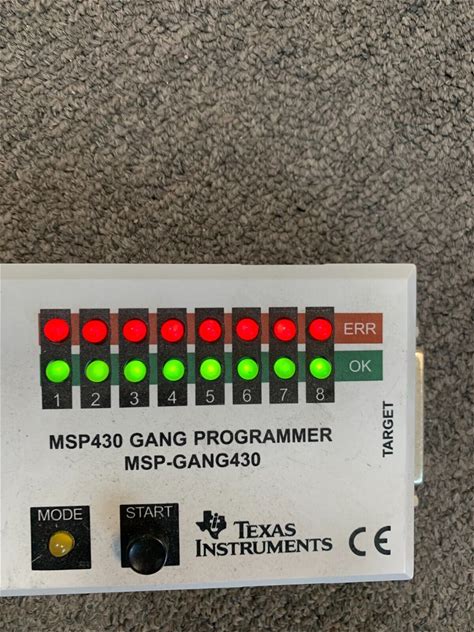 ERR
OK
1 2 3 4 5 6 7 8
MSP430 GANG PROGRAMMER
MSP-GANG430
TARGET
MODE
START
TEXAS
INSTRUMENTS
CE